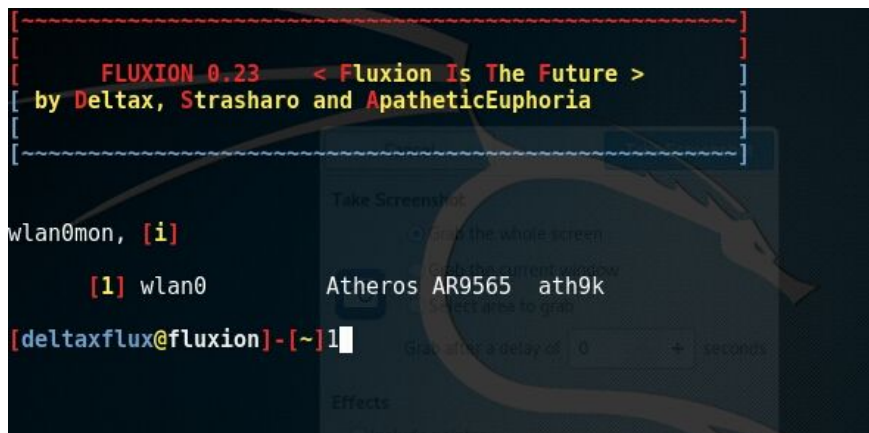 [~~~~~~~~~~~~~~~~~~~~~~~~~~~~~~~~~~~~~~~~~~~~~~~~~~~~~~]
[ ]
[ FLUXION 0.23 < Fluxion Is The Future > ]
[ by Deltax, Strasharo and ApatheticEuphoria ]
[ ]
[~~~~~~~~~~~~~~~~~~~~~~~~~~~~~~~~~~~~~~~~~~~~~~~~~~~~~~]
Take Screenshot
wlan0mon, [i]
Grab the whole screen
Grab the current window
[1] wlan0 Atheros AR9565 ath9k
Select area to grab
[deltaxflux@fluxion]-[~]1
Grab after a delay of 0 + seconds
Effects